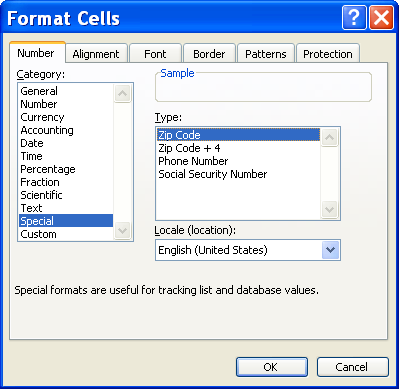 Format Cells
Number Alignment Font Border Patterns Protection
Category:
General
Number
Currency
Accounting
Date
Time
Percentage
Fraction
Scientific
Text
Special
Custom
Sample
Type:
Zip Code
Zip Code + 4
Phone Number
Social Security Number
Locale (location):
English (United States)
Special formats are useful for tracking list and database values.
OK Cancel